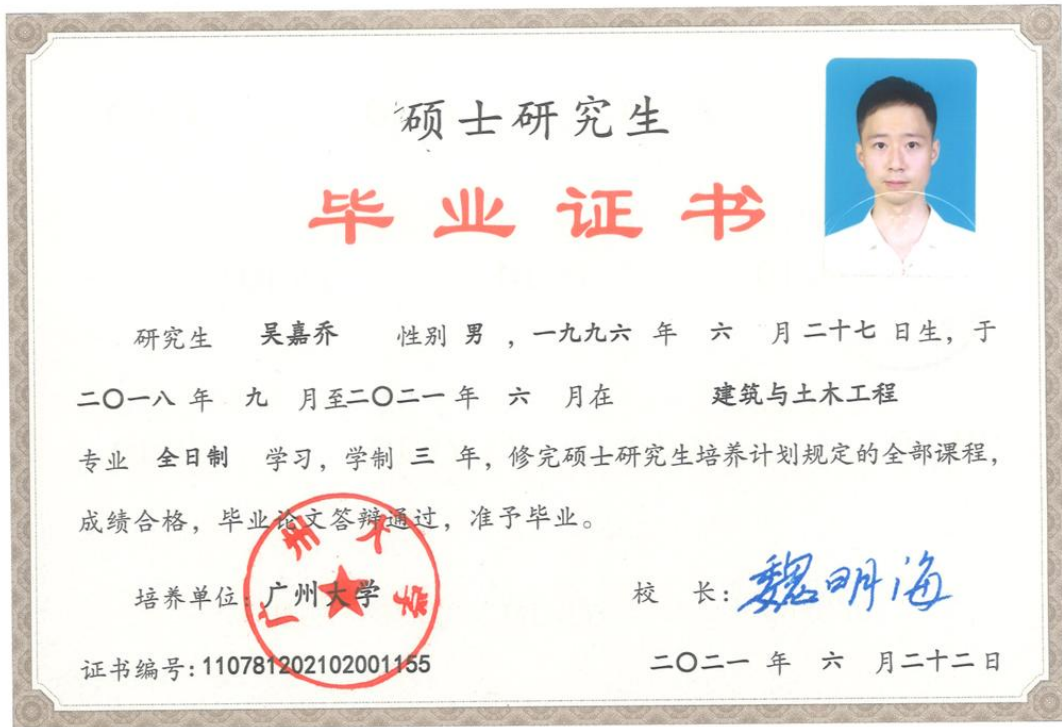 硕士研究生
毕业证书
研究生 吴嘉乔 性别 男 ，一九九六 年 六 月 二十七 日生，于
二〇一八 年 九 月至二〇二一 年 六 月在 建筑与土木工程
专业 全日制 学习，学制 三 年，修完硕士研究生培养计划规定的全部课程，
成绩合格，毕业论文答辩通过，准予毕业。
广州大学
培养单位：广州大学
校 长：魏明海
证书编号：110781202102001155
二〇二一 年 六 月二十二日